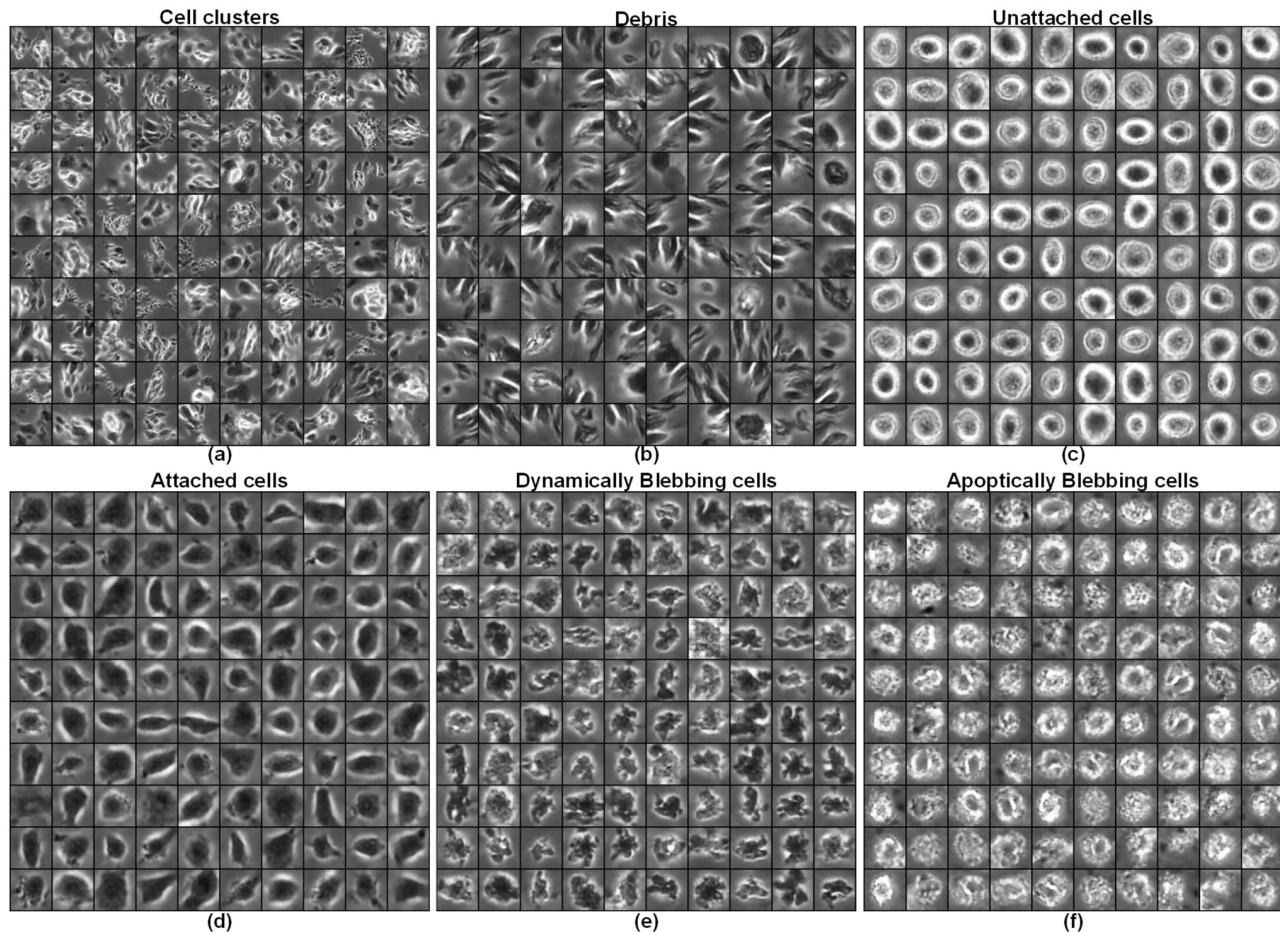 Cell clusters
Debris
Unattached cells
(a)
(b)
(c)
Attached cells
Dynamically Blebbing cells
Apoptically Blebbing cells
(d)
(e)
(f)